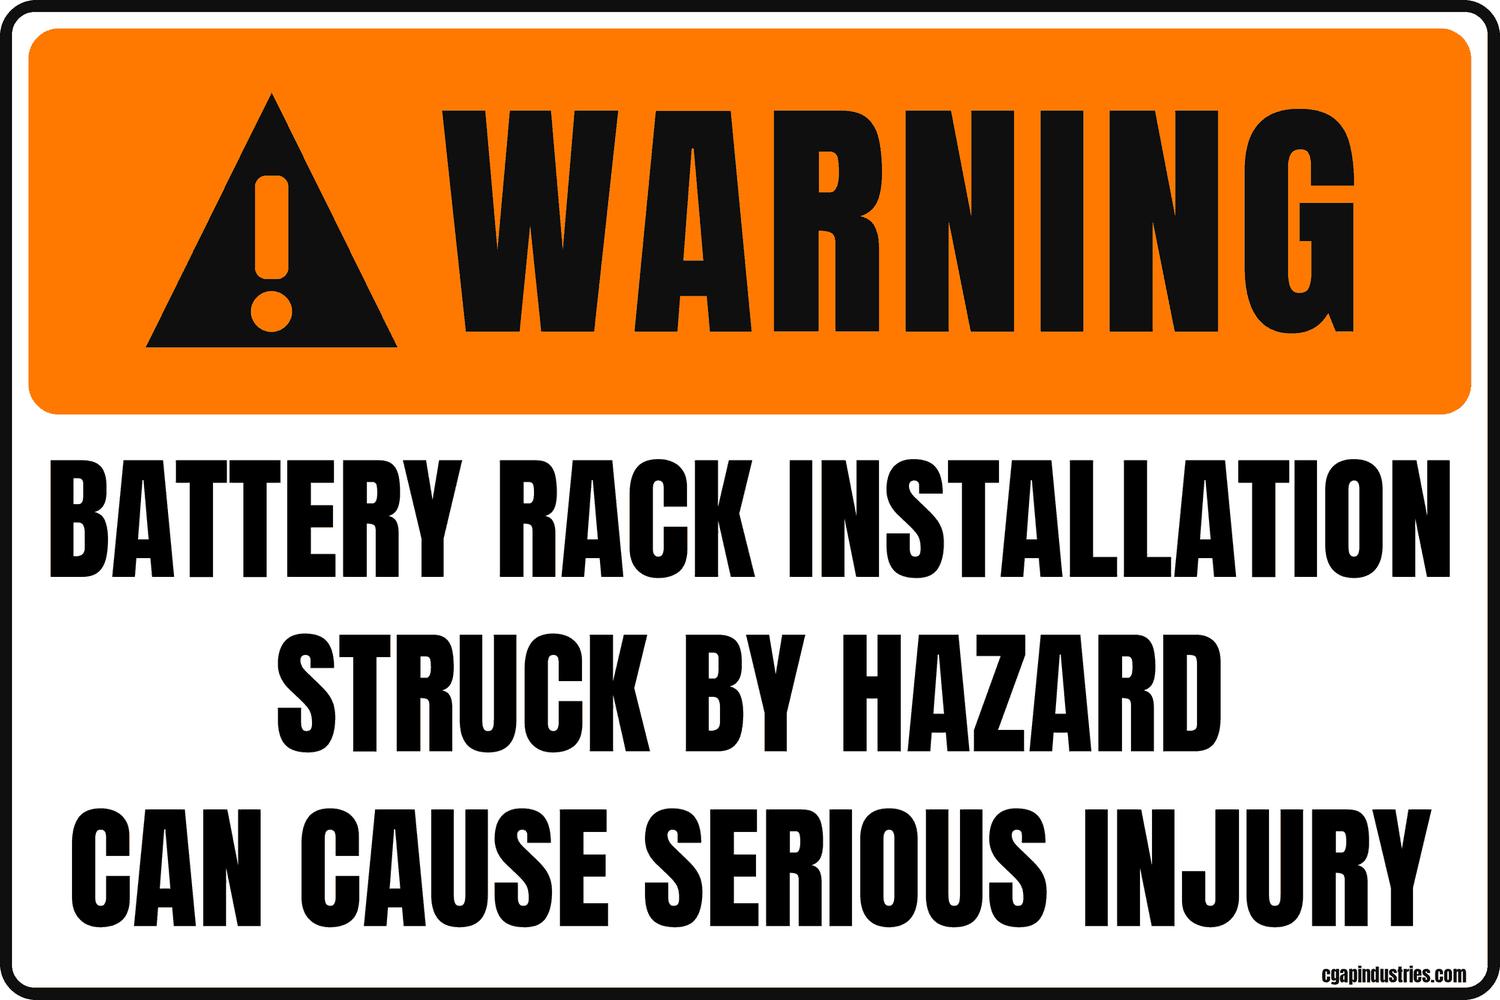 WARNING
BATTERY RACK INSTALLATION
STRUCK BY HAZARD
CAN CAUSE SERIOUS INJURY
cgapindustries.com